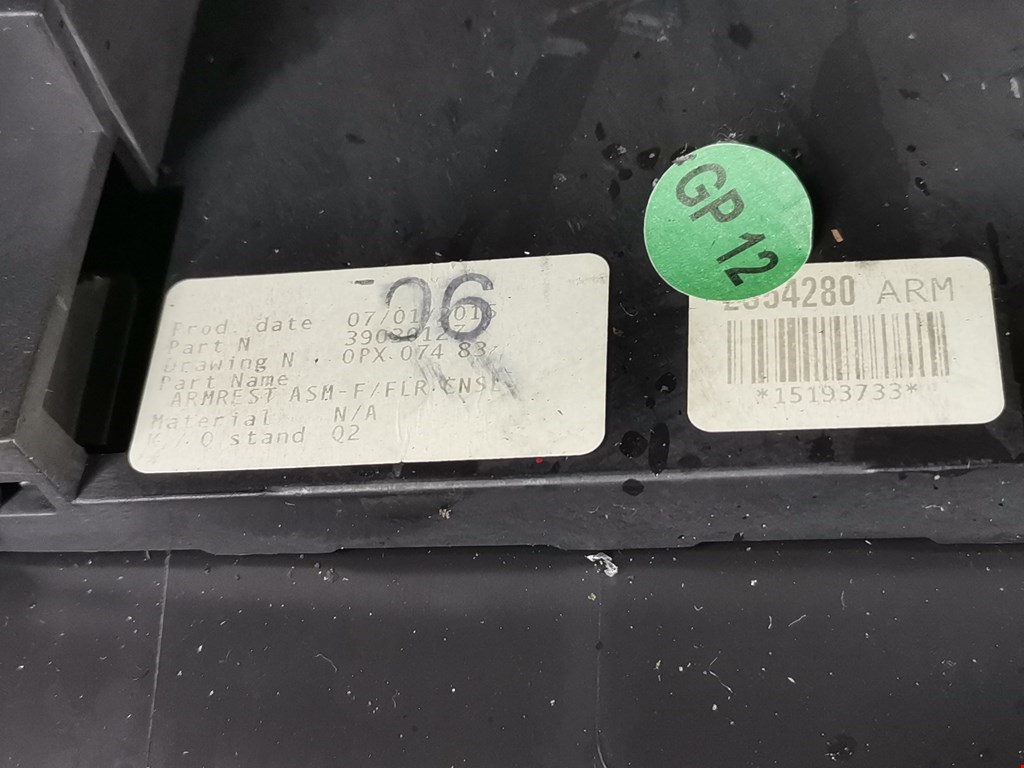 -06
Prod. date 07/01/2016
Part N
Drawing N. OPX 074 83
Part Name
ARMREST ASM-F/FLR CNSL
Material N/A
Q stand Q2
GP 12
ARM
*15193733*